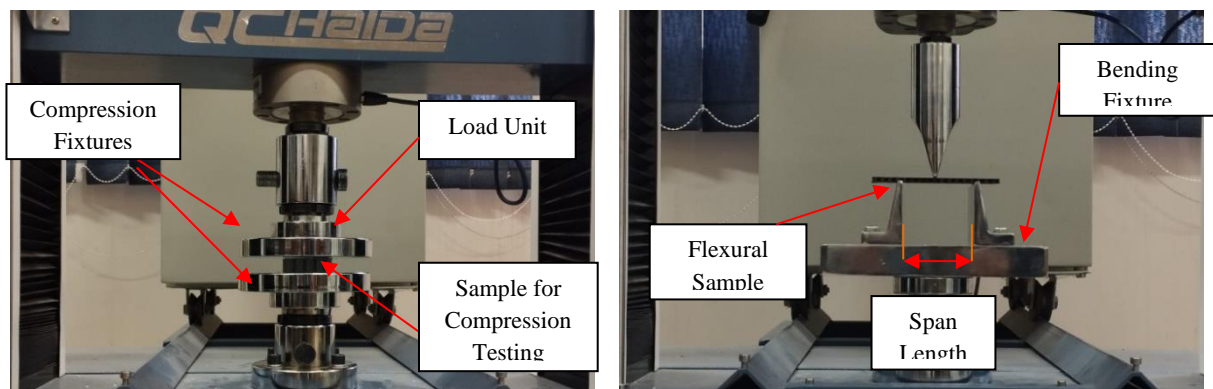 QCHaida
Compression
Fixtures
Load Unit
Sample for
Compression
Testing
Bending
Fixture
Flexural
Sample
Span
Length